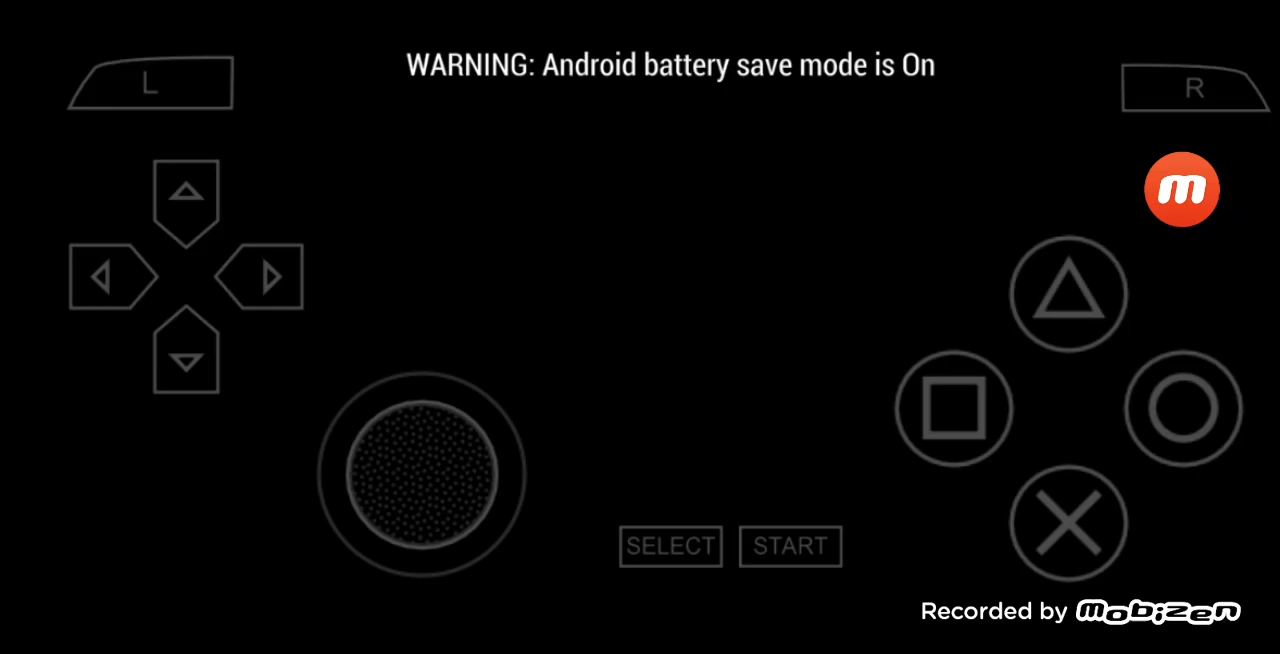 WARNING: Android battery save mode is On
L
R
m
SELECT
START
Recorded by mobizen